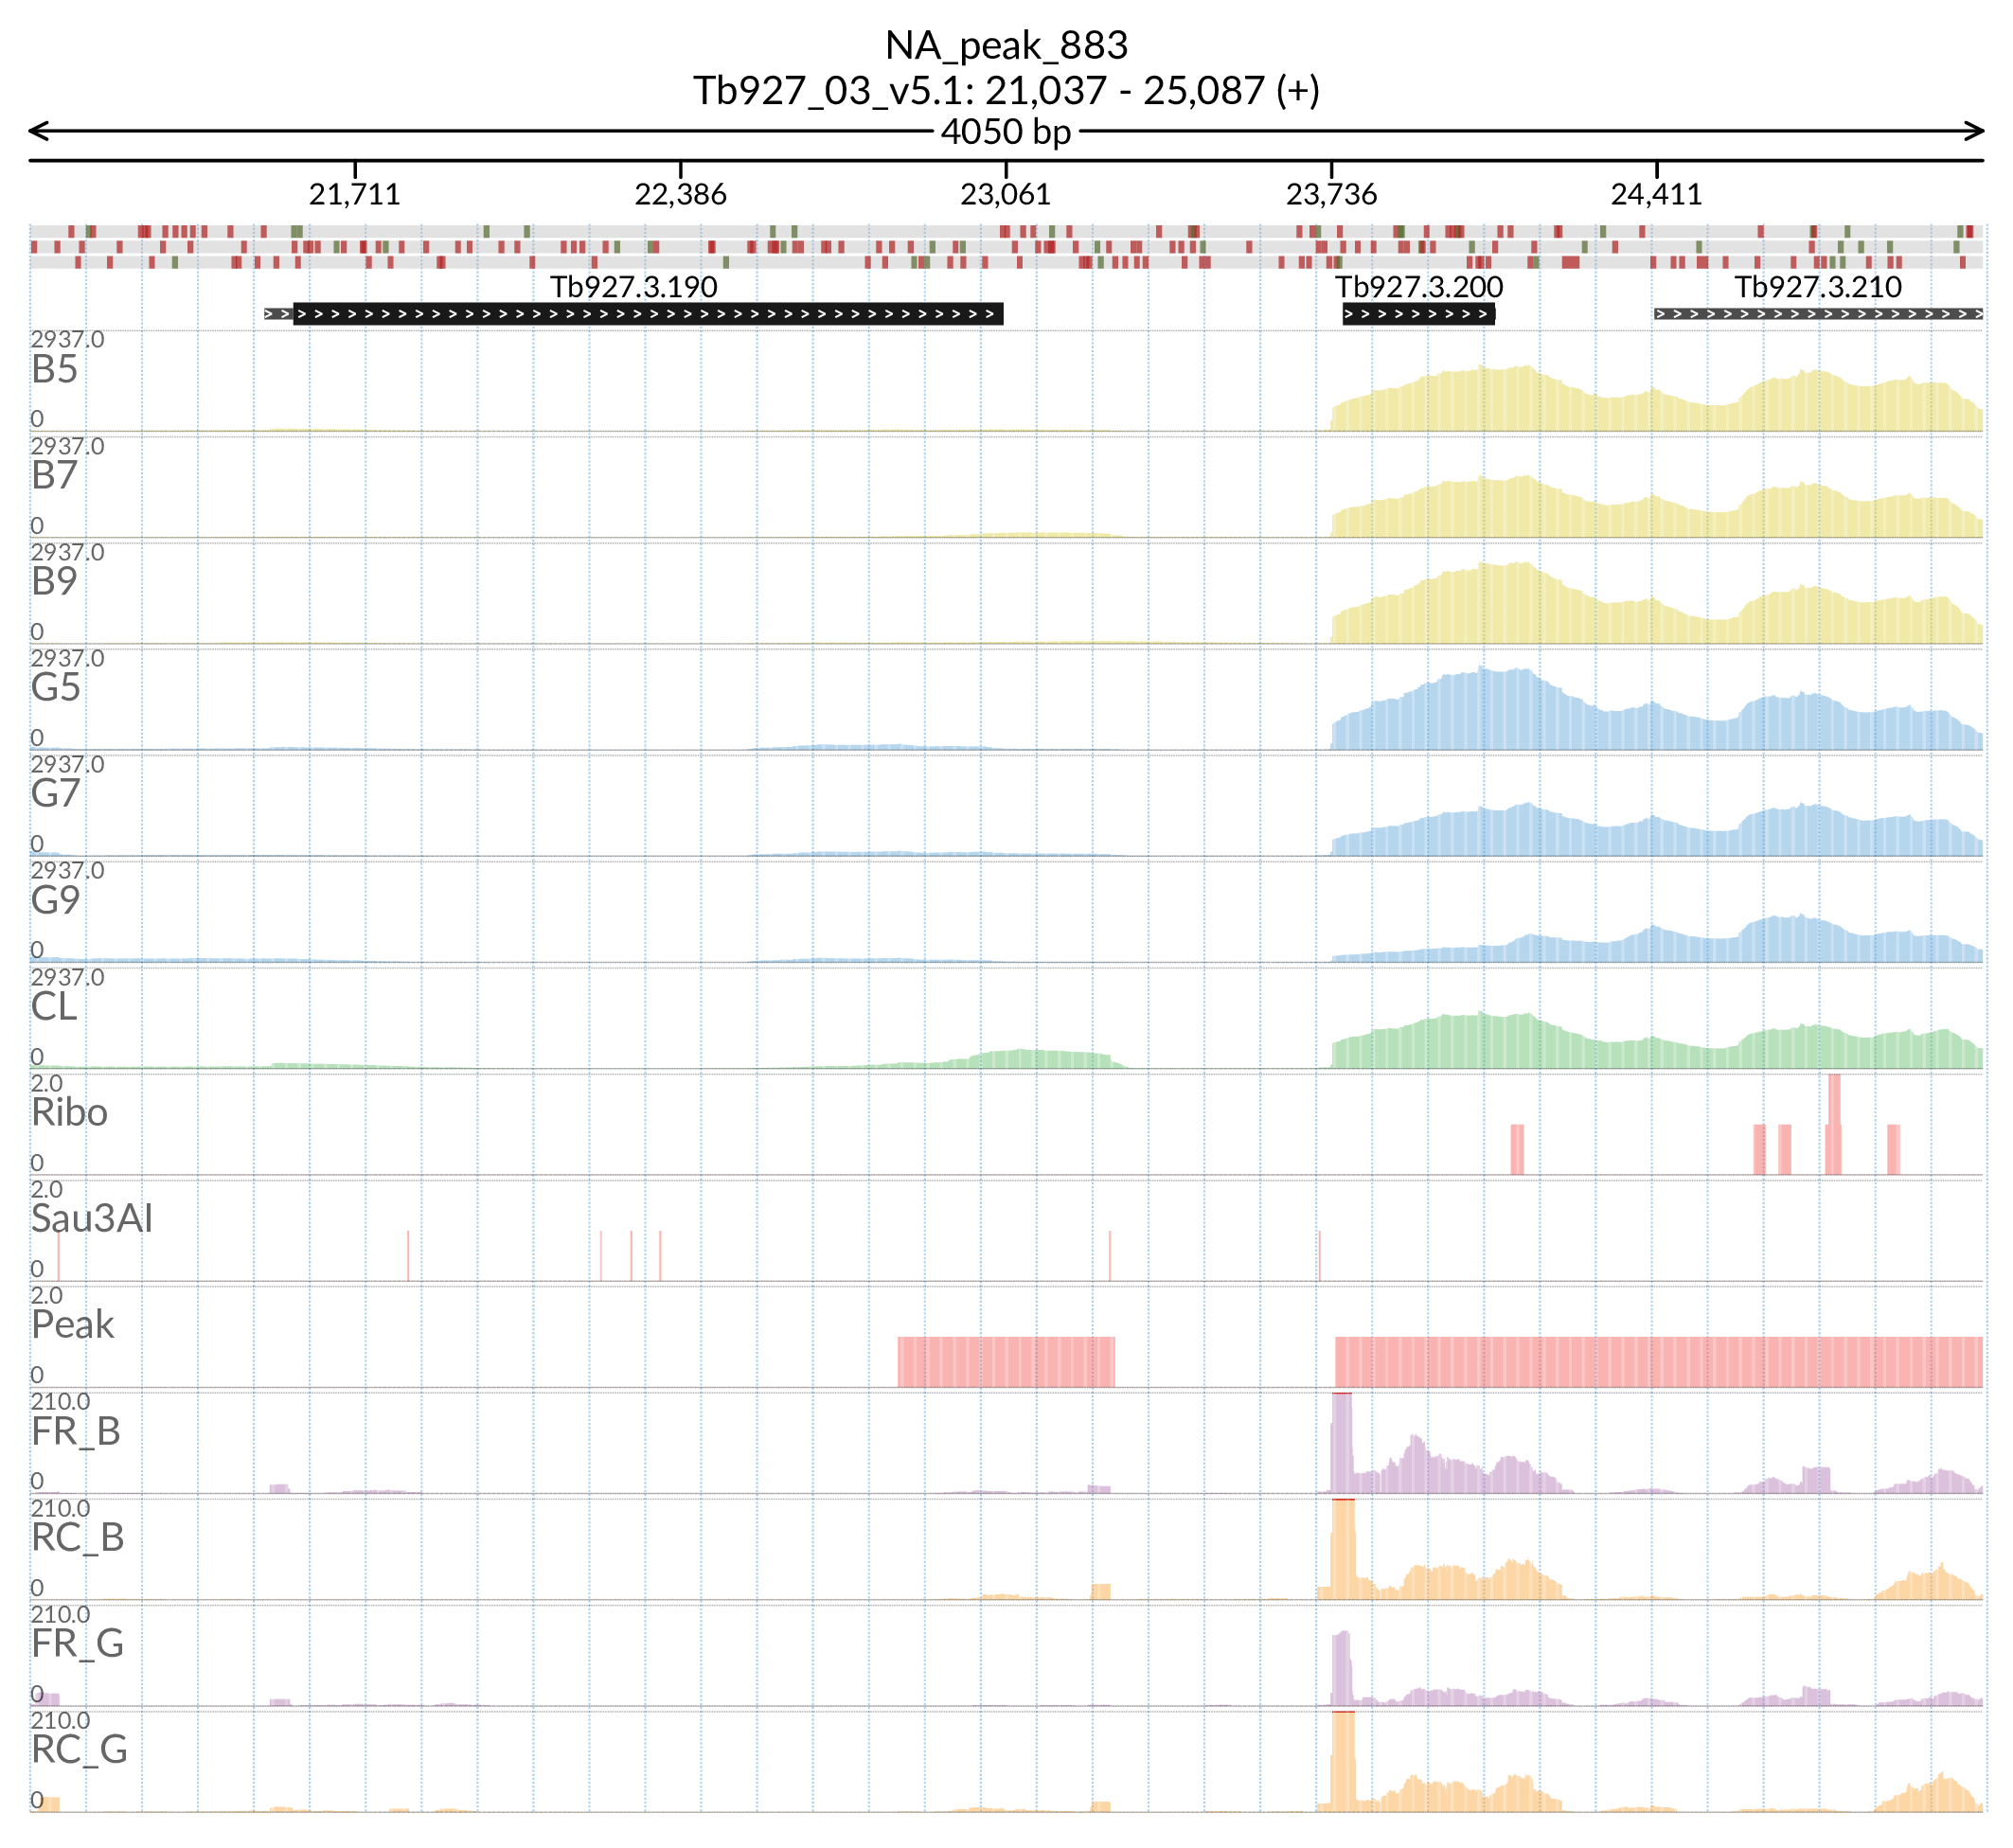 NA_peak_883
Tb927_03_v5.1: 21,037 - 25,087 (+)
4050 bp
21,711 22,386 23,061 23,736 24,411
Tb927.3.190 Tb927.3.200 Tb927.3.210
2937.0
B5
0
2937.0
B7
0
2937.0
B9
0
2937.0
G5
0
2937.0
G7
0
2937.0
G9
0
2937.0
CL
0
2.0
Ribo
0
2.0
Sau3AI
0
2.0
Peak
0
210.0
FR_B
0
210.0
RC_B
0
210.0
FR_G
0
210.0
RC_G
0